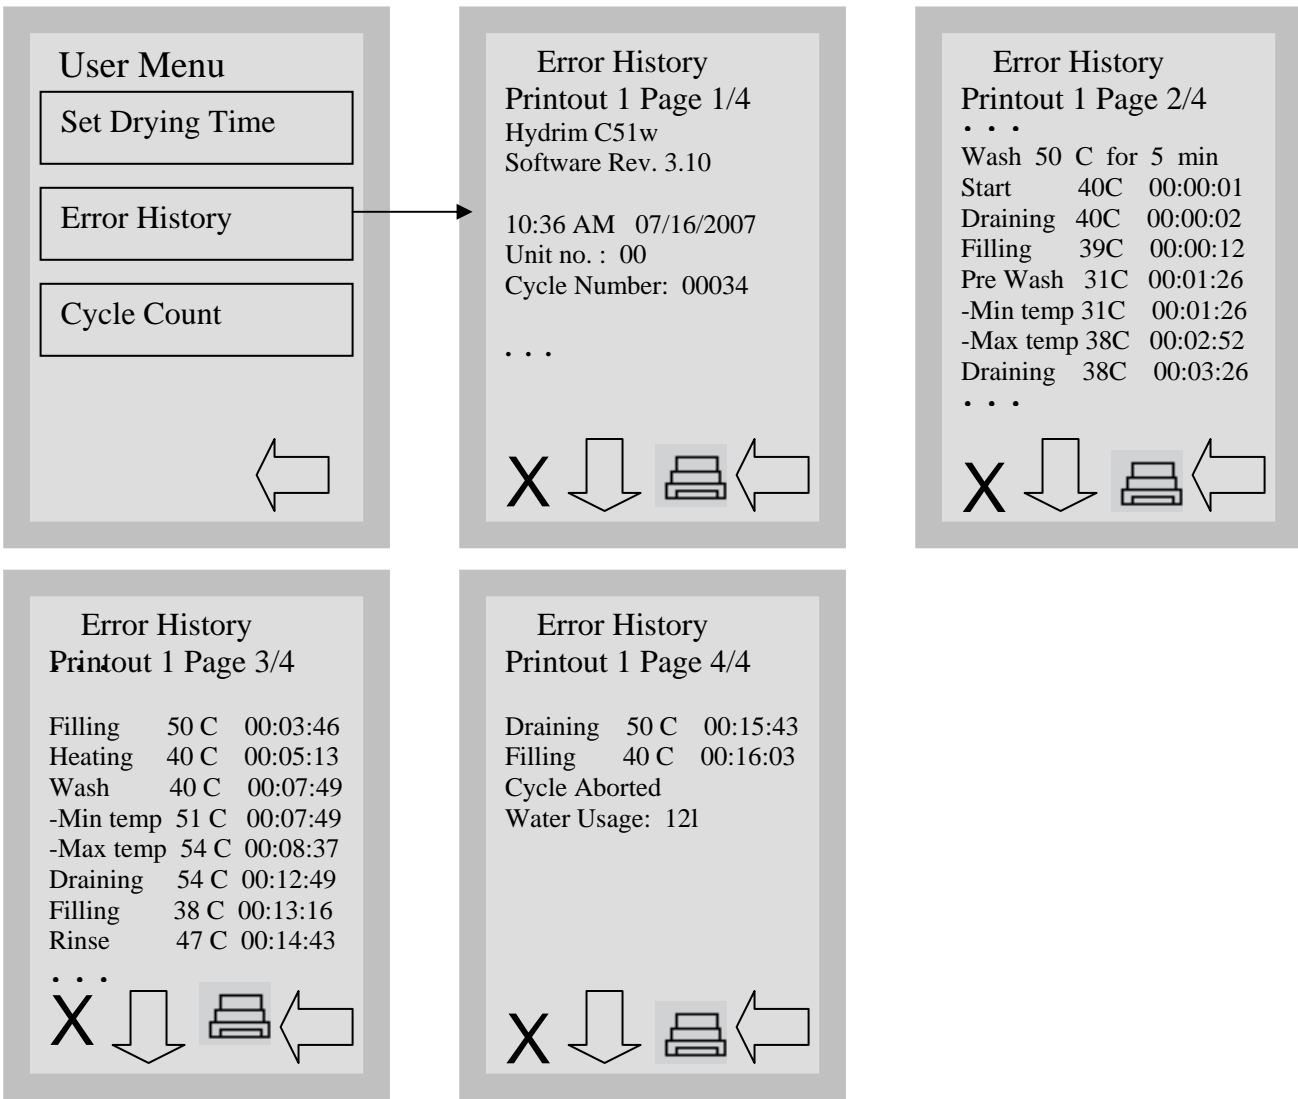 User Menu
Set Drying Time
Error History
Cycle Count
Error History
Printout 1 Page 1/4
Hydrim C51w
Software Rev. 3.10
10:36 AM 07/16/2007
Unit no. : 00
Cycle Number: 00034
. . .
X
Error History
Printout 1 Page 2/4
. . .
Wash 50 C for 5 min
Start 40C 00:00:01
Draining 40C 00:00:02
Filling 39C 00:00:12
Pre Wash 31C 00:01:26
-Min temp 31C 00:01:26
-Max temp 38C 00:02:52
Draining 38C 00:03:26
. . .
X
Error History
Printout 1 Page 3/4
. . .
Filling 50 C 00:03:46
Heating 40 C 00:05:13
Wash 40 C 00:07:49
-Min temp 51 C 00:07:49
-Max temp 54 C 00:08:37
Draining 54 C 00:12:49
Filling 38 C 00:13:16
Rinse 47 C 00:14:43
. . .
X
Error History
Printout 1 Page 4/4
Draining 50 C 00:15:43
Filling 40 C 00:16:03
Cycle Aborted
Water Usage: 12l
X